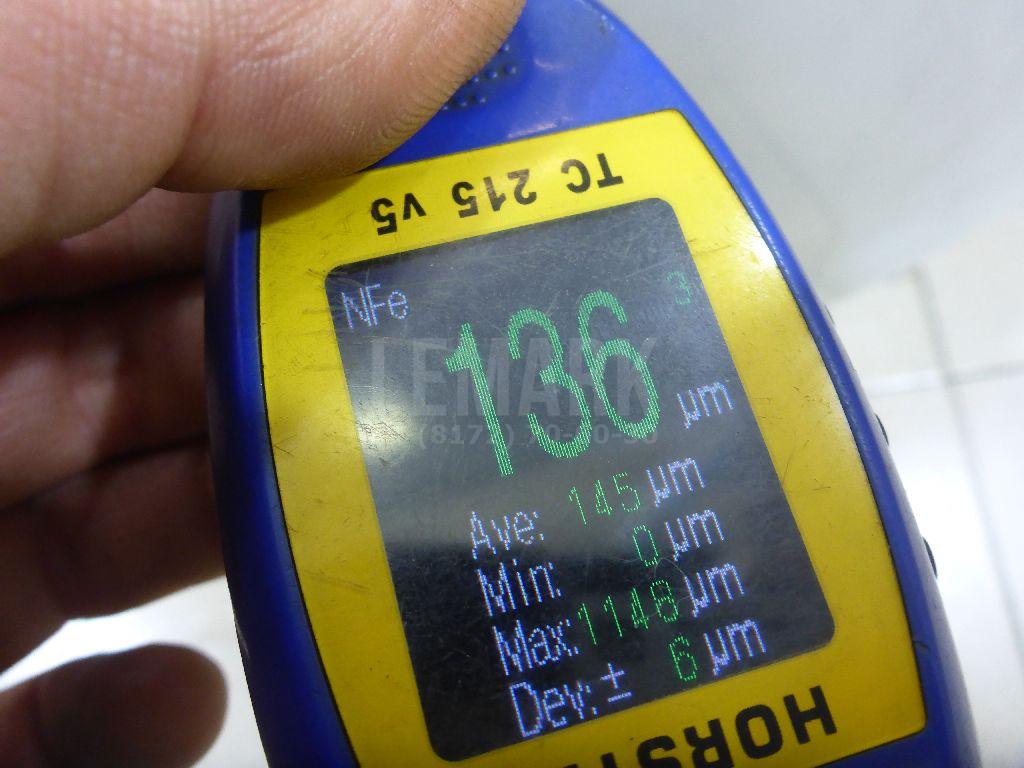 TC 215 v5
NFe 3
136 µm
LEMARK
Ave: 145 µm
Min: 0 µm
Max: 1148 µm
Dev: ± 6 µm